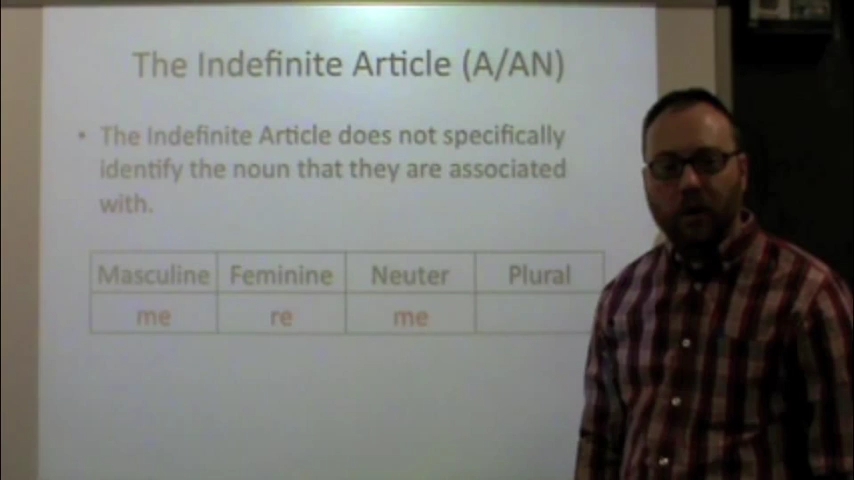 The Indefinite Article (A/AN)
• The Indefinite Article does not specifically
identify the noun that they are associated
with.
Masculine Feminine Neuter Plural
me re me